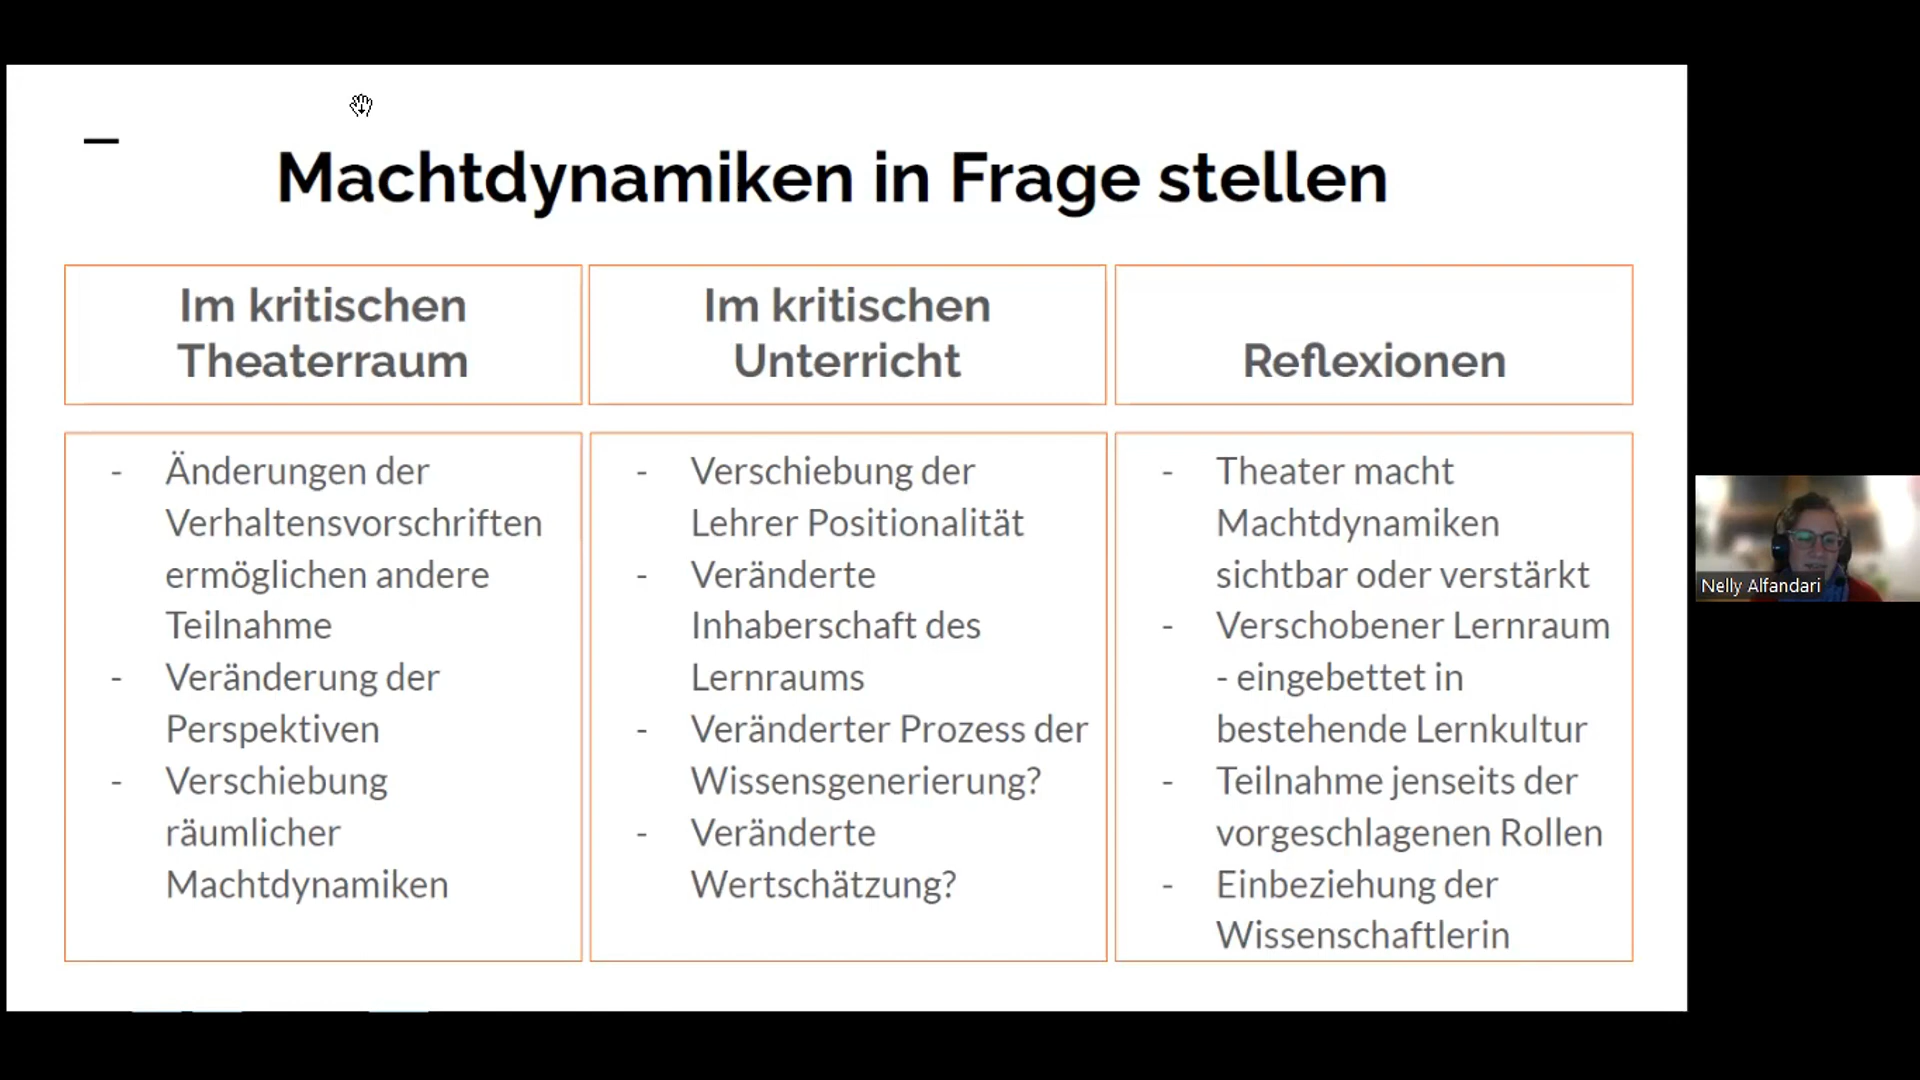 Machtdynamiken in Frage stellen
Im kritischen
Theaterraum
Im kritischen
Unterricht
Reflexionen
- Änderungen der
Verhaltensvorschriften
ermöglichen andere
Teilnahme
- Veränderung der
Perspektiven
- Verschiebung
räumlicher
Machtdynamiken
- Verschiebung der
Lehrer Positionalität
- Veränderte
Inhaberschaft des
Lernraums
- Veränderter Prozess der
Wissensgenerierung?
- Veränderte
Wertschätzung?
- Theater macht
Machtdynamiken
sichtbar oder verstärkt
- Verschobener Lernraum
- eingebettet in
bestehende Lernkultur
- Teilnahme jenseits der
vorgeschlagenen Rollen
- Einbeziehung der
Wissenschaftlerin
Nelly Alfandari